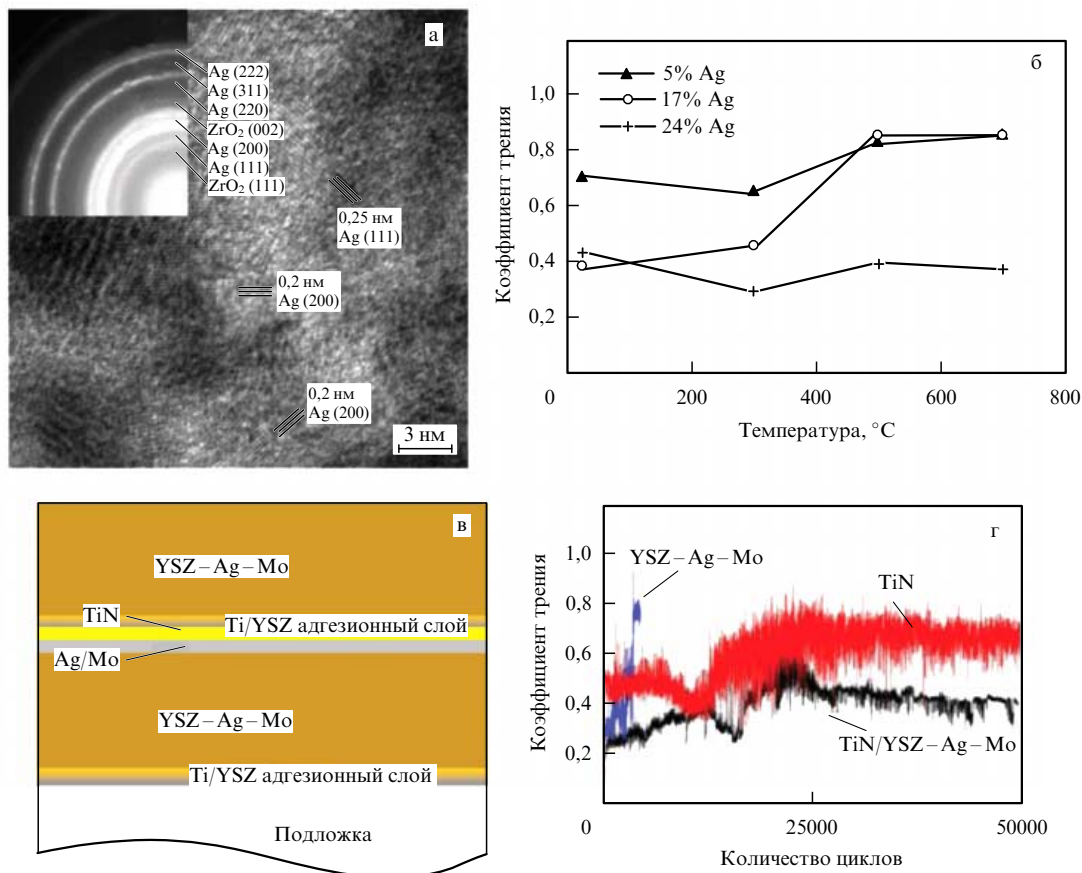 а
Ag (222)
Ag (311)
Ag (220)
ZrO₂ (002)
Ag (200)
Ag (111)
ZrO₂ (111)
0,25 нм
Ag (111)
0,2 нм
Ag (200)
0,2 нм
Ag (200)
3 нм
б
5% Ag
17% Ag
24% Ag
1,0
0,8
0,6
0,4
0,2
0
200
400
600
800
Коэффициент трения
Температура, °C
в
YSZ – Ag – Mo
TiN
Ti/YSZ адгезионный слой
Ag/Mo
YSZ – Ag – Mo
Ti/YSZ адгезионный слой
Подложка
г
YSZ – Ag – Mo
TiN
TiN/YSZ – Ag – Mo
1,0
0,8
0,6
0,4
0,2
0
25000
50000
Коэффициент трения
Количество циклов